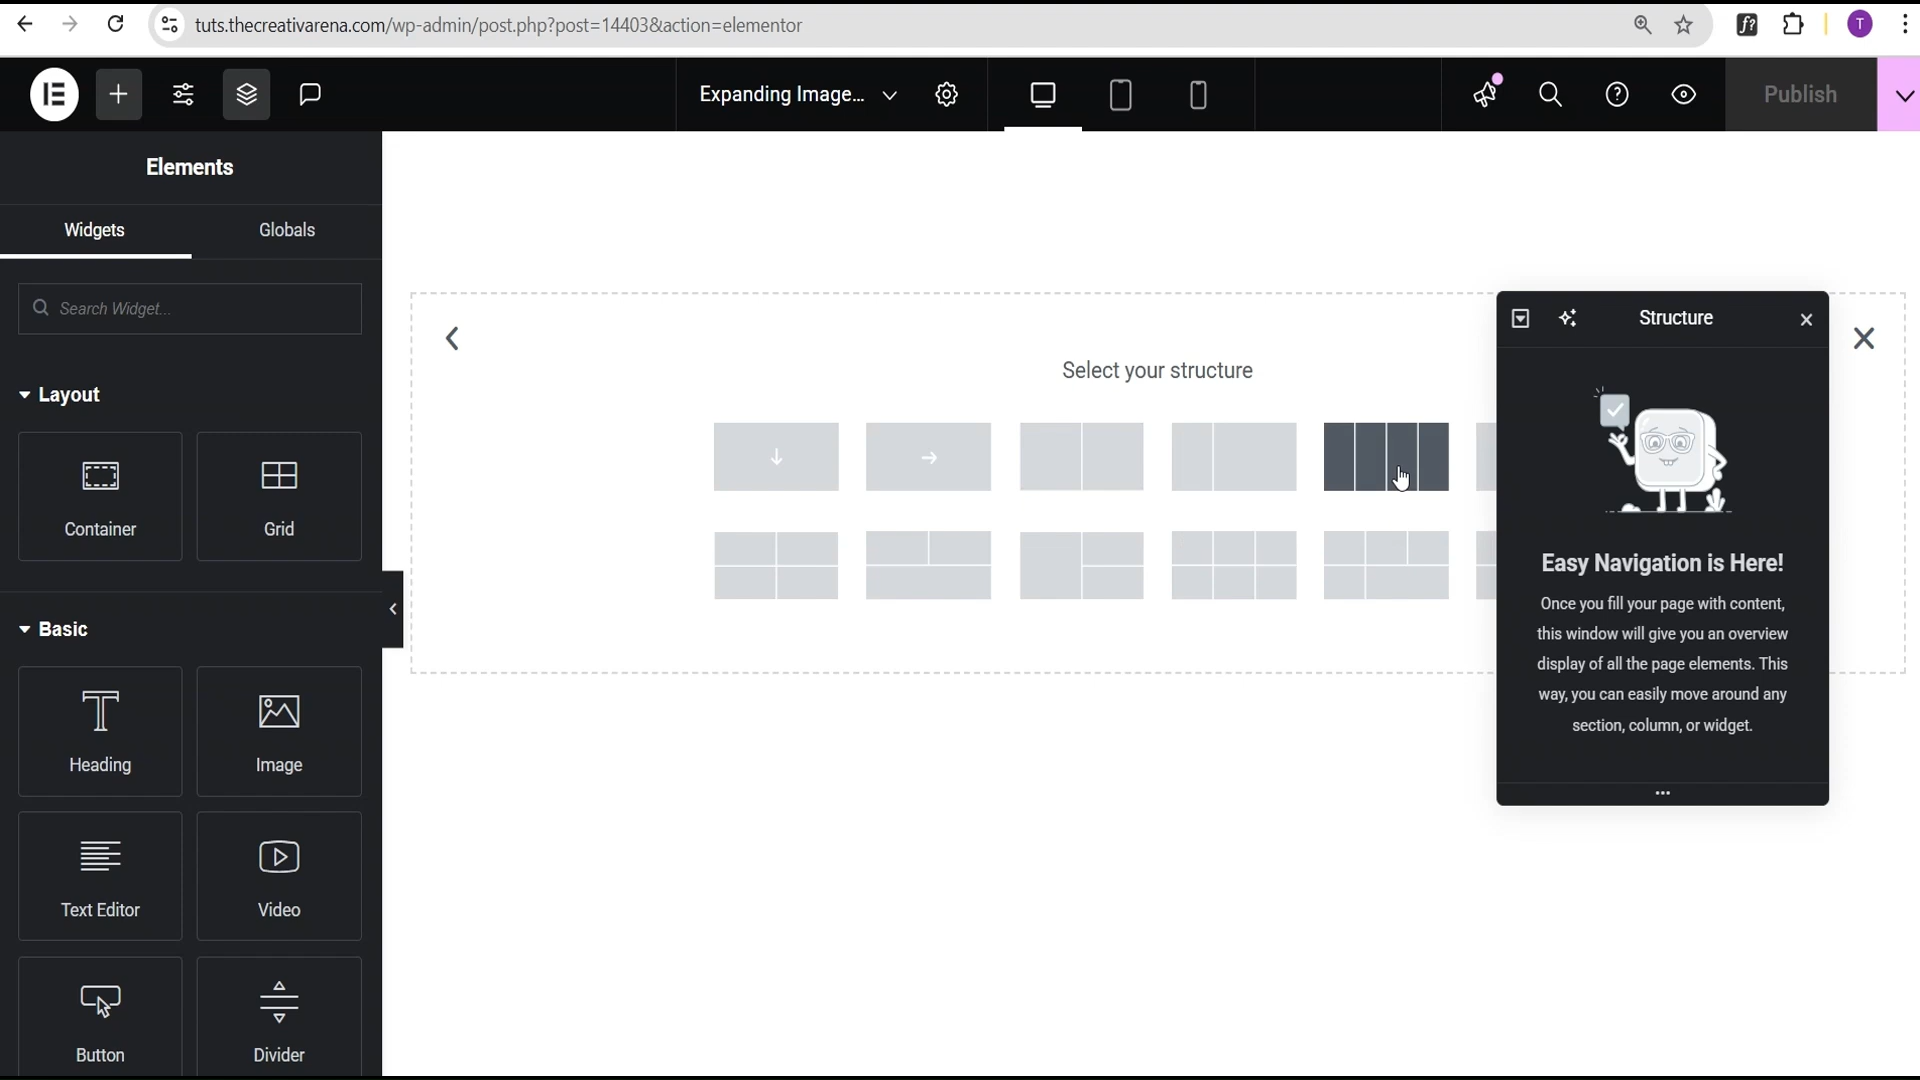 tuts.thecreativarena.com/wp-admin/post.php?post=14403&action=elementor
T
Expanding Image...
Publish
Elements
Widgets
Globals
Search Widget...
Layout
Container
Grid
Basic
Heading
Image
Text Editor
Video
Button
Divider
Select your structure
Structure
Easy Navigation is Here!
Once you fill your page with content,
this window will give you an overview
display of all the page elements. This
way, you can easily move around any
section, column, or widget.